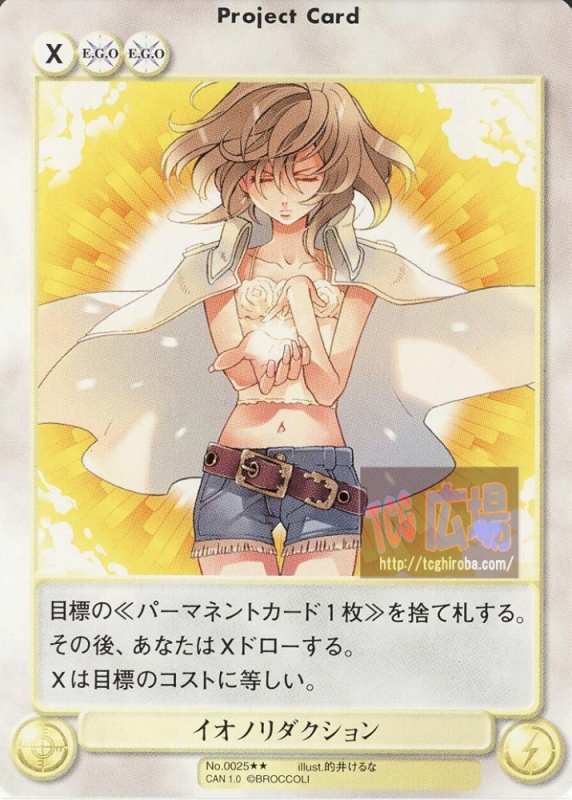 Project Card
X E.G.O E.G.O
TCG広場
http://tcghiroba.com/
目標の≪パーマネントカード1枚≫を捨て札する。
その後、あなたはXドローする。
Xは目標のコストに等しい。
イオノリダクション
No.0025★★ illust.的井けるな
CAN 1.0 ©BROCCOLI